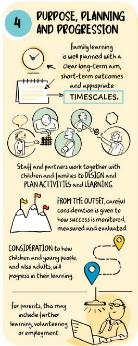 4
PURPOSE, PLANNING
AND PROGRESSION
Family learning
is well planned with a
clear long-term aim,
short-term outcomes
and appropriate
TIMESCALES.
Staff and partners work together with
children and families to DESIGN and
PLAN ACTIVITIES and LEARNING.
FROM THE OUTSET, careful
consideration is given to
how success is monitored,
measured and evaluated.
CONSIDERATION to how
children and young people,
and also adults, will
progress in their learning.
For parents, this may
include further
learning, volunteering
or employment.